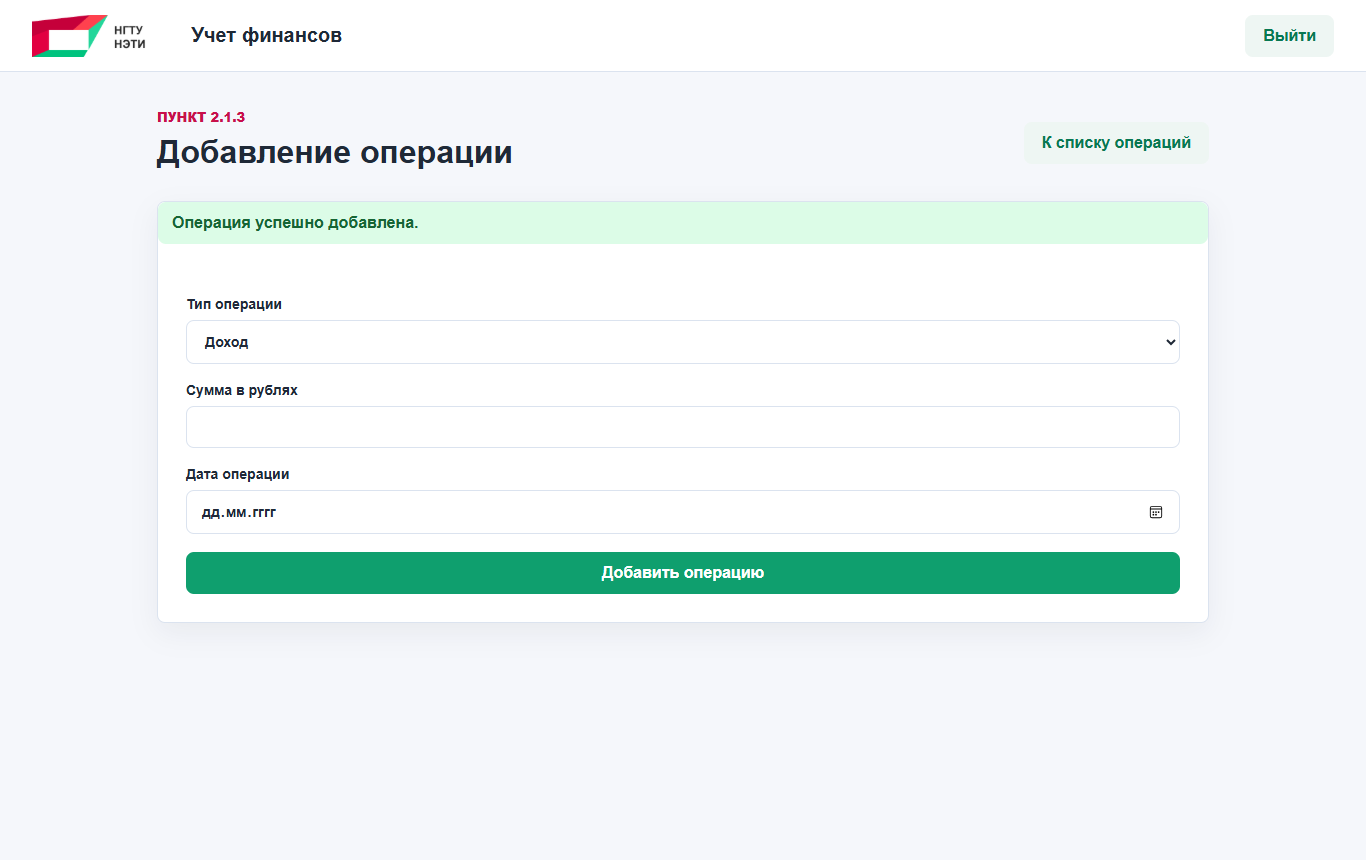 НГТУ
НЭТИ
Учет финансов
Выйти
ПУНКТ 2.1.3
Добавление операции
К списку операций
Операция успешно добавлена.
Тип операции
Доход
Сумма в рублях
Дата операции
дд.мм.гггг
Добавить операцию